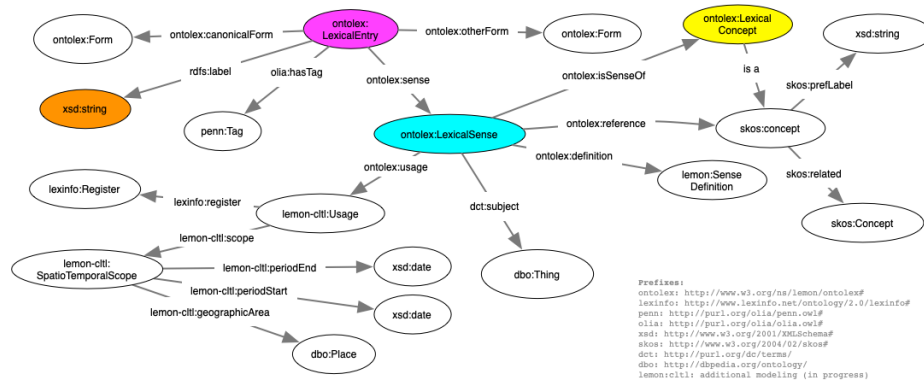 ontolex:
LexicalEntry
ontolex:Lexical
Concept
ontolex:Form
ontolex:canonicalForm
ontolex:otherForm
ontolex:Form
xsd:string
rdfs:label
olia:hasTag
ontolex:sense
ontolex:isSenseOf
is a
skos:prefLabel
xsd:string
penn:Tag
ontolex:LexicalSense
ontolex:reference
skos:concept
ontolex:definition
ontolex:usage
lemon:Sense
Definition
skos:related
lexinfo:Register
lexinfo:register
lemon-cltl:Usage
dct:subject
skos:Concept
lemon-cltl:scope
lemon-cltl:
SpatioTemporalScope
lemon-cltl:periodEnd
xsd:date
dbo:Thing
lemon-cltl:periodStart
xsd:date
lemon-cltl:geographicArea
dbo:Place
Prefixes:
ontolex: http://www.w3.org/ns/lemon/ontolex#
lexinfo: http://www.lexinfo.net/ontology/2.0/lexinfo#
penn: http://purl.org/olia/penn.owl#
olia: http://purl.org/olia/olia.owl#
xsd: http://www.w3.org/2001/XMLSchema#
skos: http://www.w3.org/2004/02/skos#
dct: http://purl.org/dc/terms/
dbo: http://dbpedia.org/ontology/
lemon:cltl: additional modeling (in progress)